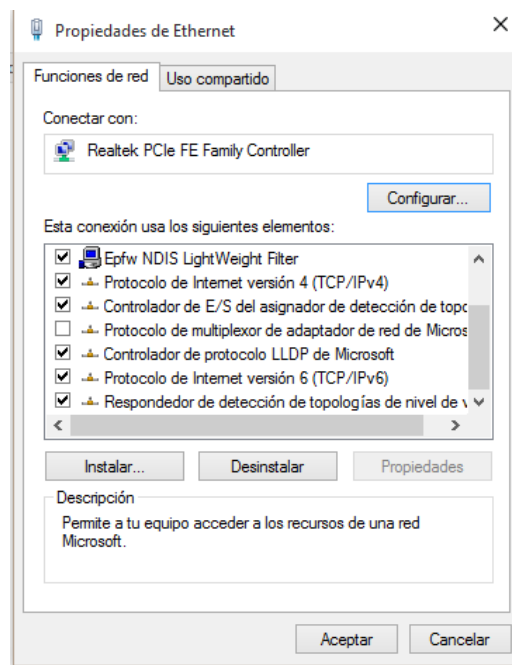 Propiedades de Ethernet
Funciones de red
Uso compartido
Conectar con:
Realtek PCIe FE Family Controller
Configurar...
Esta conexión usa los siguientes elementos:
Epfw NDIS LightWeight Filter
Protocolo de Internet versión 4 (TCP/IPv4)
Controlador de E/S del asignador de detección de topo
Protocolo de multiplexor de adaptador de red de Micros
Controlador de protocolo LLDP de Microsoft
Protocolo de Internet versión 6 (TCP/IPv6)
Respondedor de detección de topologías de nivel de v
Instalar...
Desinstalar
Propiedades
Descripción
Permite a tu equipo acceder a los recursos de una red
Microsoft.
Aceptar
Cancelar